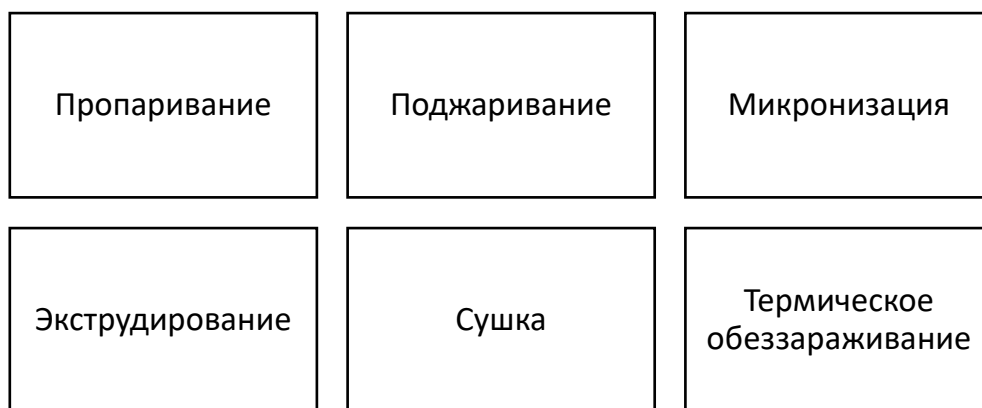 Пропаривание
Поджаривание
Микронизация
Экструдирование
Сушка
Термическое
обеззараживание